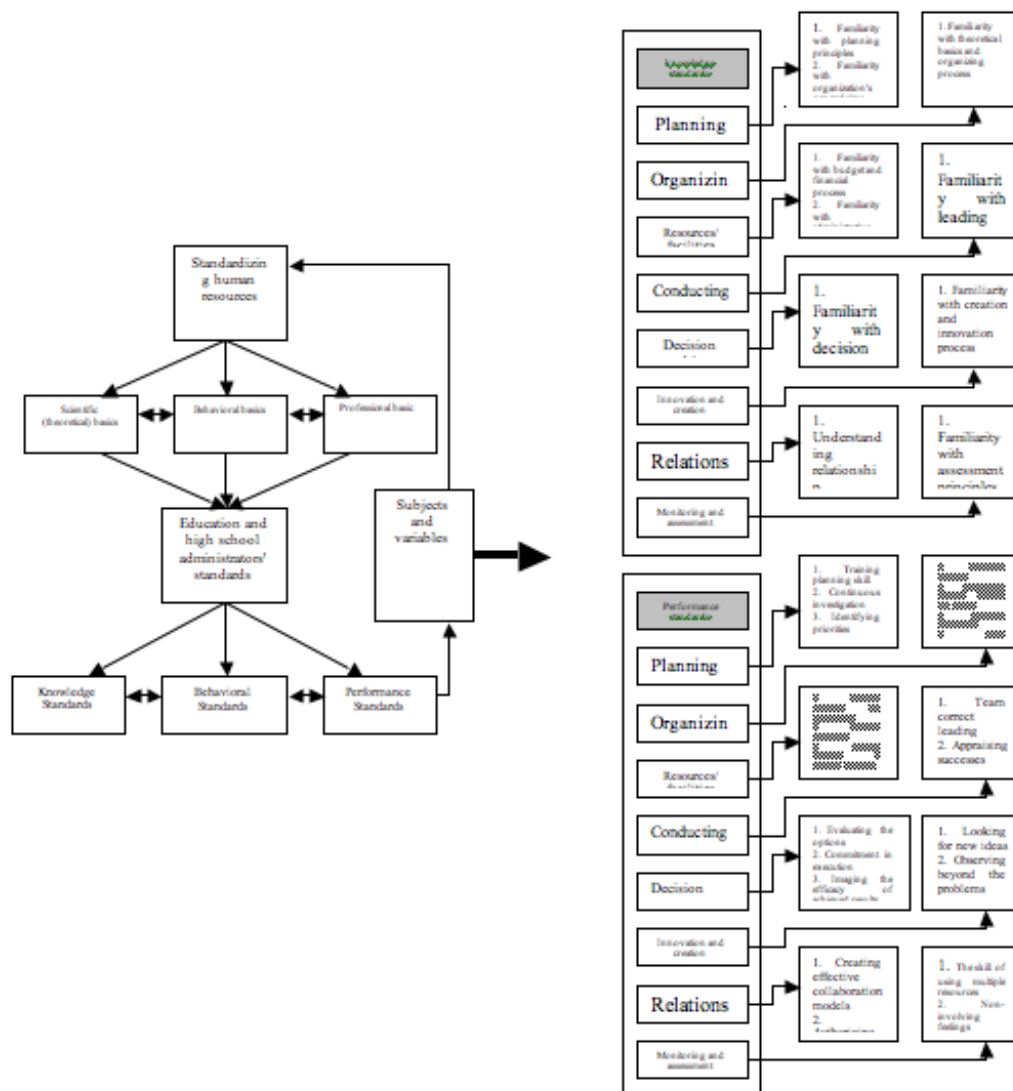 Standardizin
g human
resources
Scientific
(theoretical) basics
Behavioral basics
Professional basic
Education and
high school
administrators'
standards
Subjects
and
variables
Knowledge
Standards
Behavioral
Standards
Performance
Standards
knowledge
standards
Planning
Organizin
Resources/
facilities
Conducting
Decision
Innovation and
creation
Relations
Monitoring and
assessment
1. Familiarity
with planning
principles
2. Familiarity
with
organization's
1. Familiarity
with theoretical
basics and
organizing
process
1. Familiarity
with budget and
financial
process
2. Familiarity
with
1.
Familiarit
y with
leading
1.
Familiarit
y with
decision
1. Familiarity
with creation
and
innovation
process
1.
Understand
ing
relationship
1.
Familiarity
with
assessment
principles
Performance
standards
Planning
Organizin
Resources/
facilities
Conducting
Decision
Innovation and
creation
Relations
Monitoring and
assessment
1. Training
planning skill
2. Continuous
investigation
3. Identifying
priorities
1. Team
correct
leading
2. Appraising
successes
1. Evaluating the
options
2. Commitment in
execution
3. Imaging the
efficacy of
achieved results
1. Looking
for new ideas
2. Observing
beyond the
problems
1. Creating
effective
collaboration
models
2.
1. The skill of
using multiple
resources
2. Non-
involving
feelings